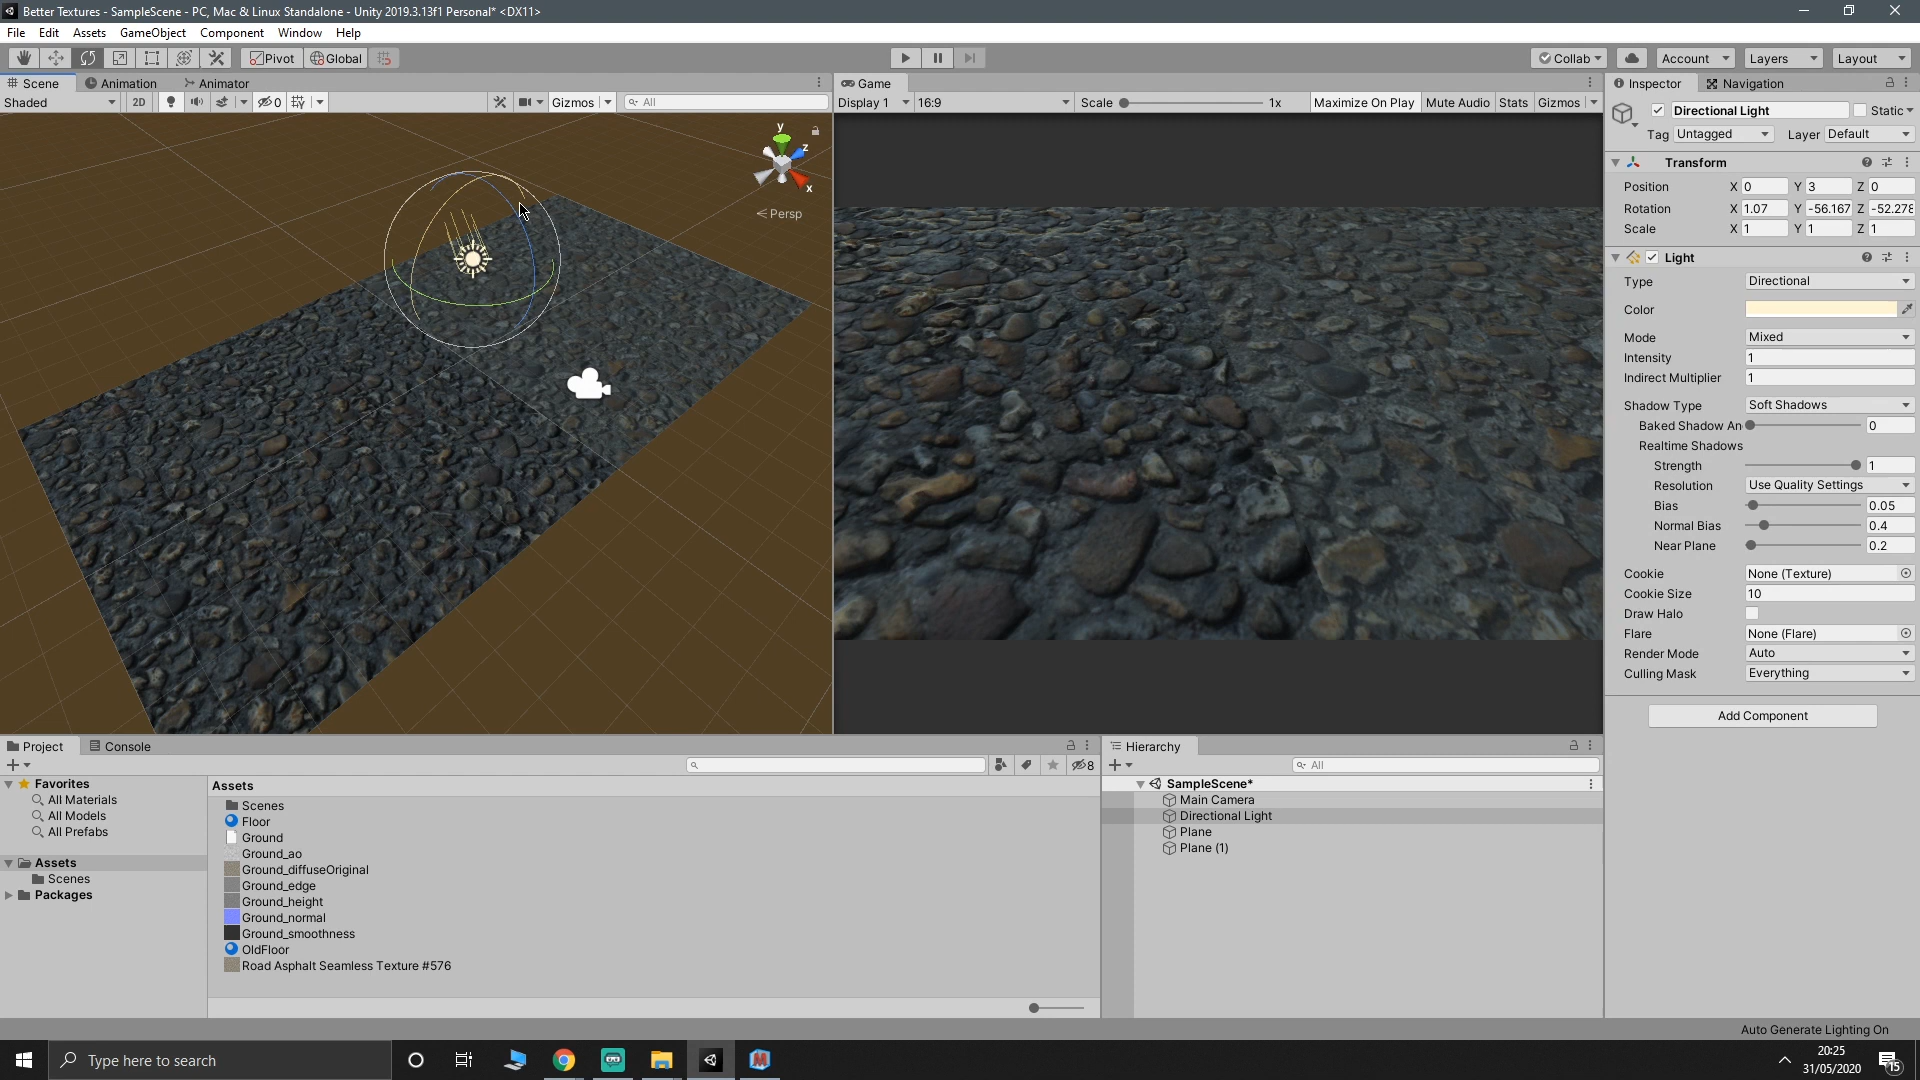 Better Textures - SampleScene - PC, Mac & Linux Standalone - Unity 2019.3.13f1 Personal* <DX11>
File Edit Assets GameObject Component Window Help
Pivot Global Collab Account Layers Layout
Scene Animation Animator
Shaded 2D 0 Gizmos All
y
z
x
Persp
Game
Display 1 16:9 Scale 1x Maximize On Play Mute Audio Stats Gizmos
Inspector Navigation
Directional Light Static
Tag Untagged Layer Default
Transform
Position X 0 Y 3 Z 0
Rotation X 1.07 Y -56.167 Z -52.278
Scale X 1 Y 1 Z 1
Light
Type Directional
Color
Mode Mixed
Intensity 1
Indirect Multiplier 1
Shadow Type Soft Shadows
Baked Shadow An 0
Realtime Shadows
Strength 1
Resolution Use Quality Settings
Bias 0.05
Normal Bias 0.4
Near Plane 0.2
Cookie None (Texture)
Cookie Size 10
Draw Halo
Flare None (Flare)
Render Mode Auto
Culling Mask Everything
Add Component
Project Console
8
Favorites
All Materials
All Models
All Prefabs
Assets
Scenes
Packages
Assets
Scenes
Floor
Ground
Ground_ao
Ground_diffuseOriginal
Ground_edge
Ground_height
Ground_normal
Ground_smoothness
OldFloor
Road Asphalt Seamless Texture #576
Hierarchy
All
SampleScene*
Main Camera
Directional Light
Plane
Plane (1)
Auto Generate Lighting On
Type here to search
20:25
31/05/2020
15